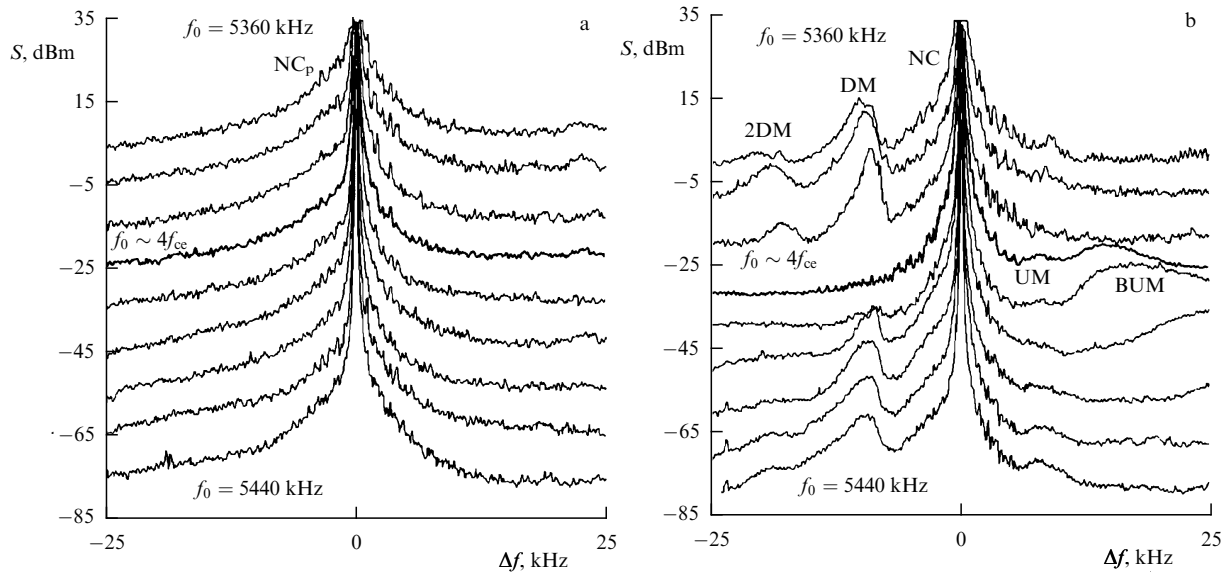 35
15
−5
−25
−45
−65
−85
S, dBm
f₀ = 5360 kHz
a
NCₚ
f₀ ∼ 4f_ce
f₀ = 5440 kHz
−25
0
25
Δf, kHz
35
15
−5
−25
−45
−65
−85
S, dBm
f₀ = 5360 kHz
b
NC
DM
2DM
f₀ ∼ 4f_ce
UM
BUM
f₀ = 5440 kHz
−25
0
25
Δf, kHz